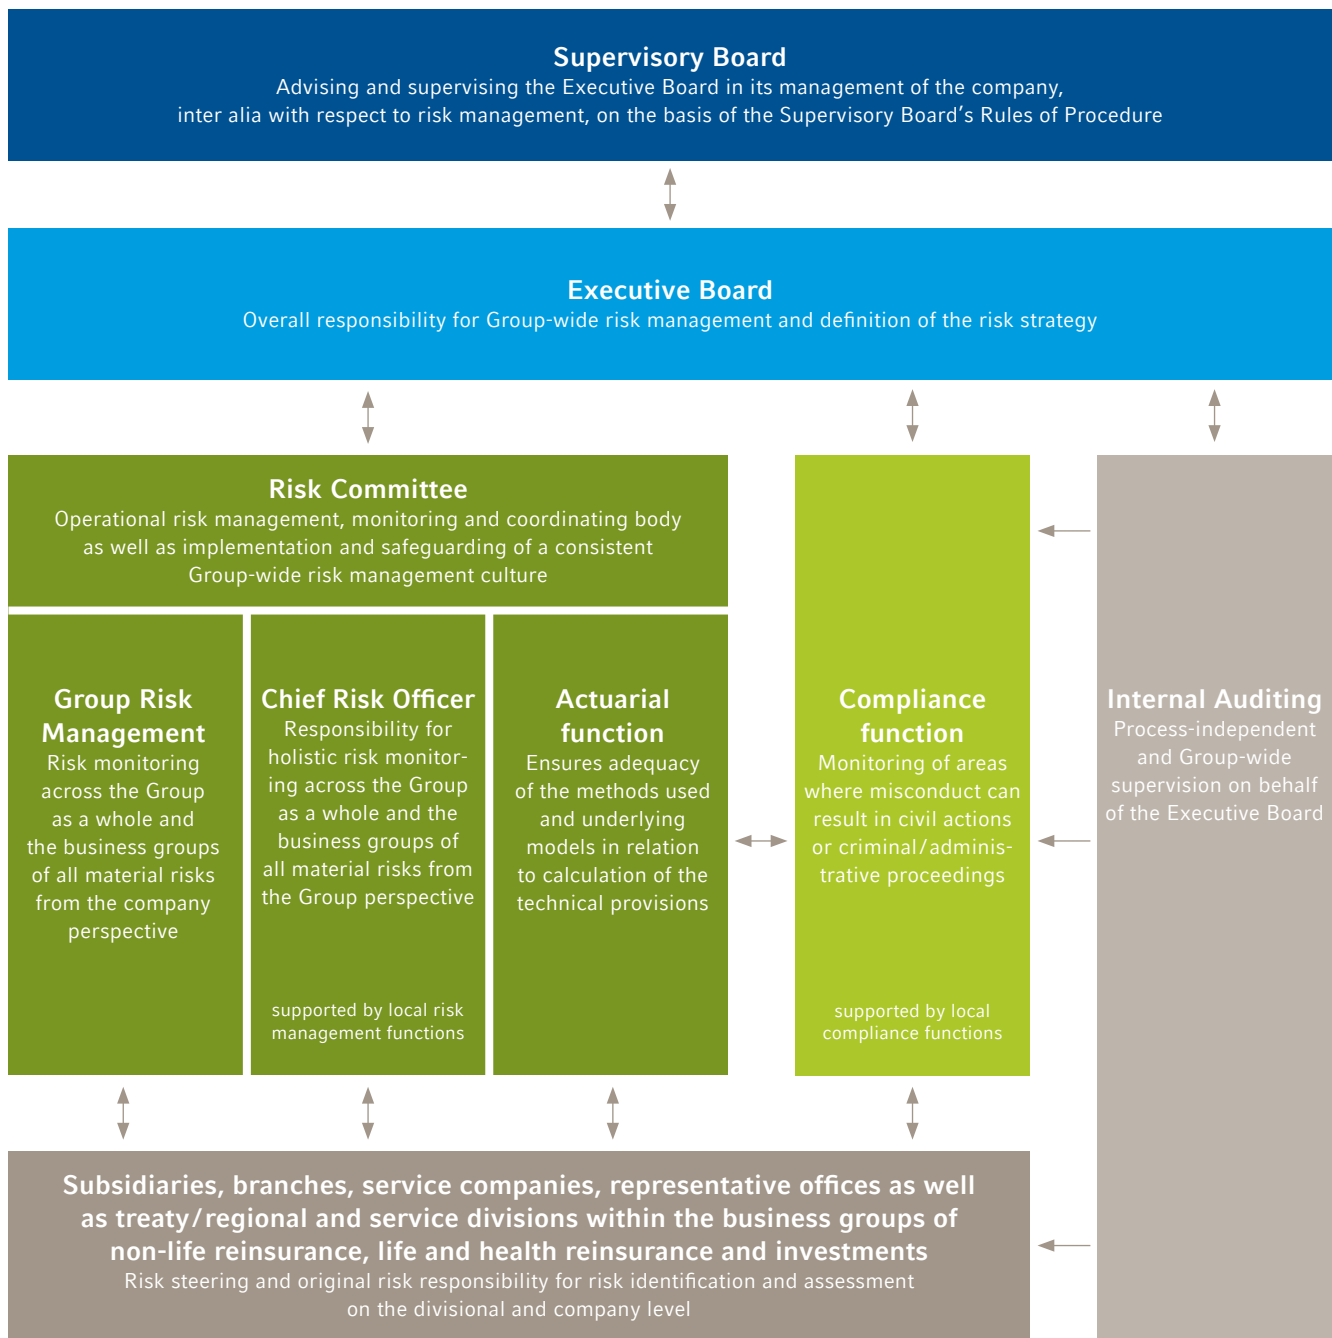 Supervisory Board
Advising and supervising the Executive Board in its management of the company,
inter alia with respect to risk management, on the basis of the Supervisory Board’s Rules of Procedure
Executive Board
Overall responsibility for Group-wide risk management and definition of the risk strategy
Risk Committee
Operational risk management, monitoring and coordinating body
as well as implementation and safeguarding of a consistent
Group-wide risk management culture
Group Risk
Management
Risk monitoring
across the Group
as a whole and
the business groups
of all material risks
from the company
perspective
Chief Risk Officer
Responsibility for
holistic risk monitor-
ing across the Group
as a whole and the
business groups of
all material risks from
the Group perspective
supported by local risk
management functions
Actuarial
function
Ensures adequacy
of the methods used
and underlying
models in relation
to calculation of the
technical provisions
Compliance
function
Monitoring of areas
where misconduct can
result in civil actions
or criminal/adminis-
trative proceedings
supported by local
compliance functions
Internal Auditing
Process-independent
and Group-wide
supervision on behalf
of the Executive Board
Subsidiaries, branches, service companies, representative offices as well
as treaty/regional and service divisions within the business groups of
non-life reinsurance, life and health reinsurance and investments
Risk steering and original risk responsibility for risk identification and assessment
on the divisional and company level